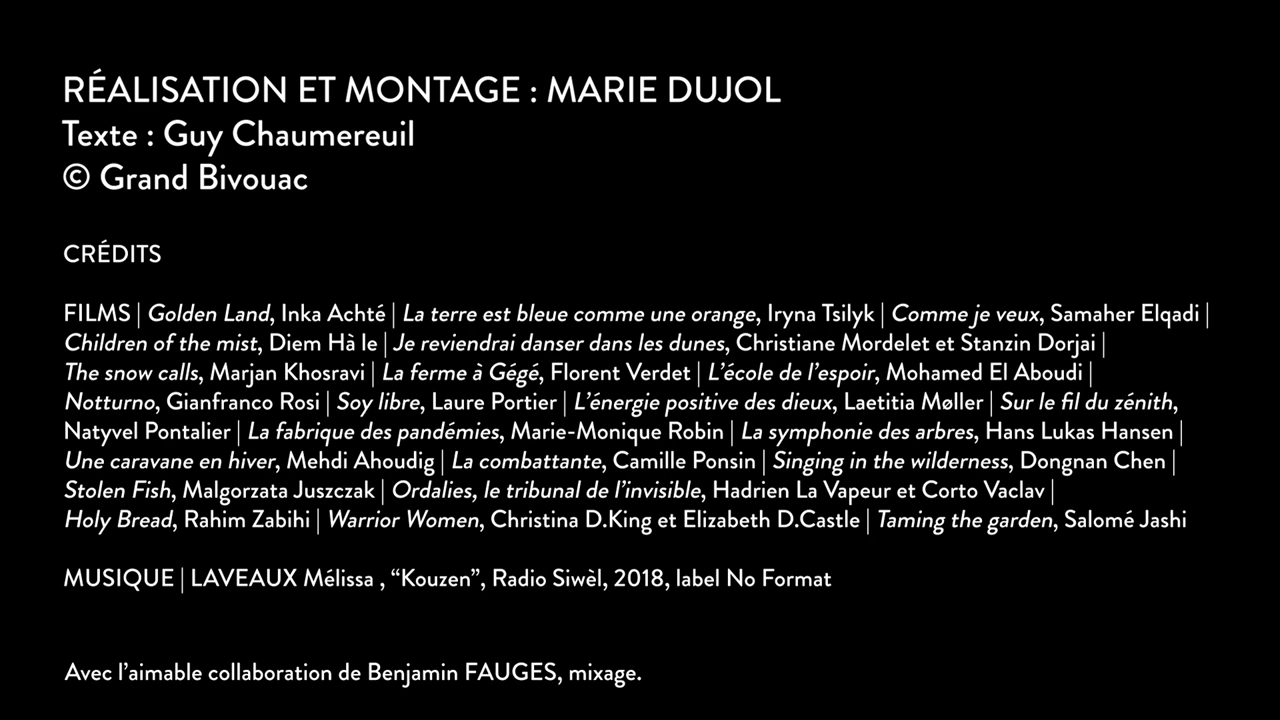 RÉALISATION ET MONTAGE : MARIE DUJOL
Texte : Guy Chaumereuil
© Grand Bivouac
CRÉDITS
FILMS | Golden Land, Inka Achté | La terre est bleue comme une orange, Iryna Tsilyk | Comme je veux, Samaher Elqadi |
Children of the mist, Diem Hà le | Je reviendrai danser dans les dunes, Christiane Mordelet et Stanzin Dorjai |
The snow calls, Marjan Khosravi | La ferme à Gégé, Florent Verdet | L’école de l’espoir, Mohamed El Aboudi |
Notturno, Gianfranco Rosi | Soy libre, Laure Portier | L’énergie positive des dieux, Laetitia Møller | Sur le fil du zénith,
Natyvel Pontalier | La fabrique des pandémies, Marie-Monique Robin | La symphonie des arbres, Hans Lukas Hansen |
Une caravane en hiver, Mehdi Ahoudig | La combattante, Camille Ponsin | Singing in the wilderness, Dongnan Chen |
Stolen Fish, Malgorzata Juszczak | Ordalies, le tribunal de l’invisible, Hadrien La Vapeur et Corto Vaclav |
Holy Bread, Rahim Zabihi | Warrior Women, Christina D.King et Elizabeth D.Castle | Taming the garden, Salomé Jashi
MUSIQUE | LAVEAUX Mélissa , “Kouzen”, Radio Siwèl, 2018, label No Format
Avec l’aimable collaboration de Benjamin FAUGES, mixage.